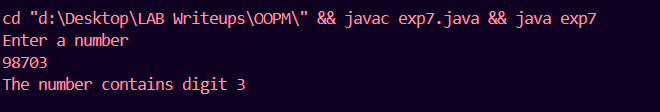 cd "d:\Desktop\LAB Writeups\OOPM\" && javac exp7.java && java exp7
Enter a number
98703
The number contains digit 3